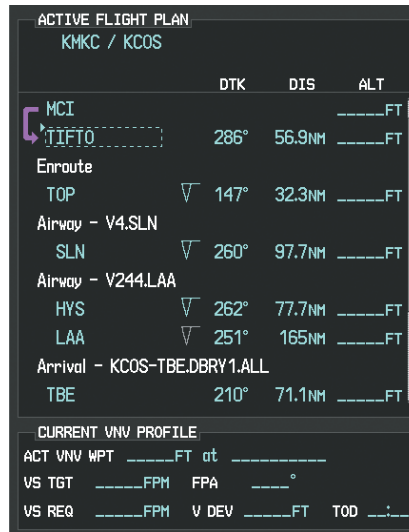 ACTIVE FLIGHT PLAN
KMKC / KCOS
DTK DIS ALT
MCI _____FT
TIFTO 286° 56.9NM _____FT
Enroute
TOP 147° 32.3NM _____FT
Airway - V4.SLN
SLN 260° 97.7NM _____FT
Airway - V244.LAA
HYS 262° 77.7NM _____FT
LAA 251° 165NM _____FT
Arrival - KCOS-TBE.DBRY1.ALL
TBE 210° 71.1NM _____FT
CURRENT VNV PROFILE
ACT VNV WPT _____FT at __________
VS TGT _____FPM FPA ____°
VS REQ _____FPM V DEV _____FT TOD __:__